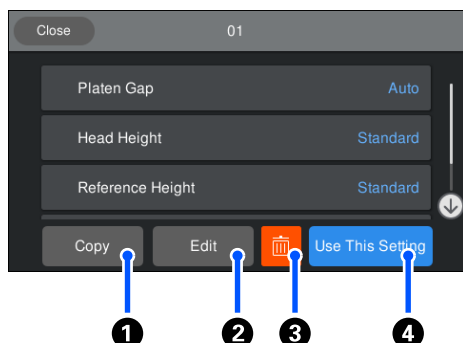 Close 01
Platen Gap Auto
Head Height Standard
Reference Height Standard
Copy Edit Use This Setting
1 2 3 4